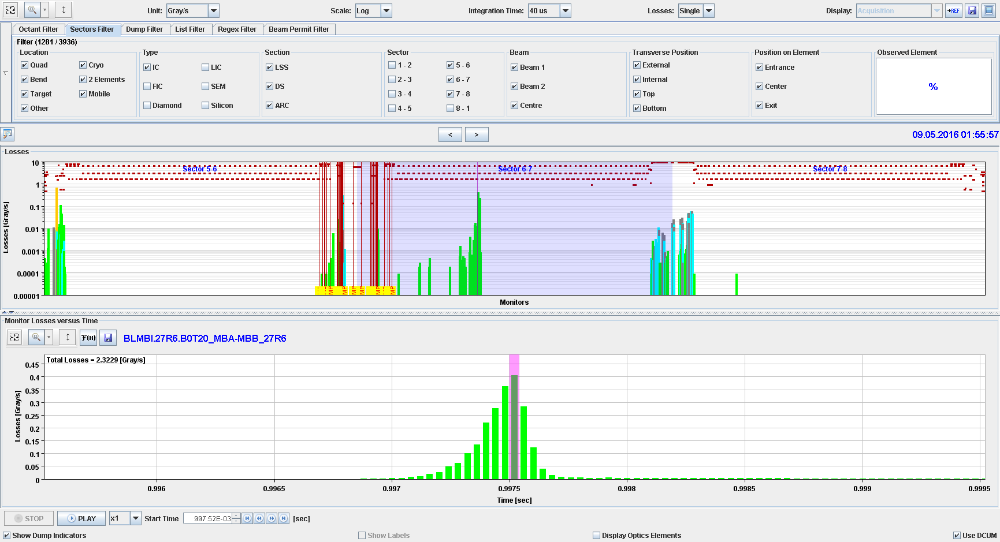 Unit: Gray/s Scale: Log Integration Time: 40 us Losses: Single Display: Acquisition →REF
Octant Filter Sectors Filter Dump Filter List Filter Regex Filter Beam Permit Filter
Filter (1281 / 3936)
Location Type Section Sector Beam Transverse Position Position on Element Observed Element
Quad Cryo IC LIC LSS 1 - 2 5 - 6 Beam 1 External Entrance
Bend 2 Elements FIC SEM DS 2 - 3 6 - 7 Beam 2 Internal Center %
Target Mobile Diamond Silicon ARC 3 - 4 7 - 8 Centre Top Exit
Other 4 - 5 8 - 1 Bottom
< > 09.05.2016 01:55:57
Losses
10
Sector 5-6 Sector 6-7 Sector 7-8
1
0.1
0.01
0.001
0.0001
0.00001
Losses [Gray/s]
MP MP MP MP MP MP
Monitors
Monitor Losses versus Time
F(x) BLMBI.27R6.B0T20_MBA-MBB_27R6
Total Losses = 2.3229 [Gray/s]
0.45
0.4
0.35
0.3
0.25
0.2
0.15
0.1
0.05
0
Losses [Gray/s]
0.996 0.9965 0.997 0.9975 0.998 0.9985 0.999 0.9995
Time [sec]
STOP PLAY x1 Start Time 997.52E-03 [sec]
Show Dump Indicators Show Labels Display Optics Elements Use DCUM